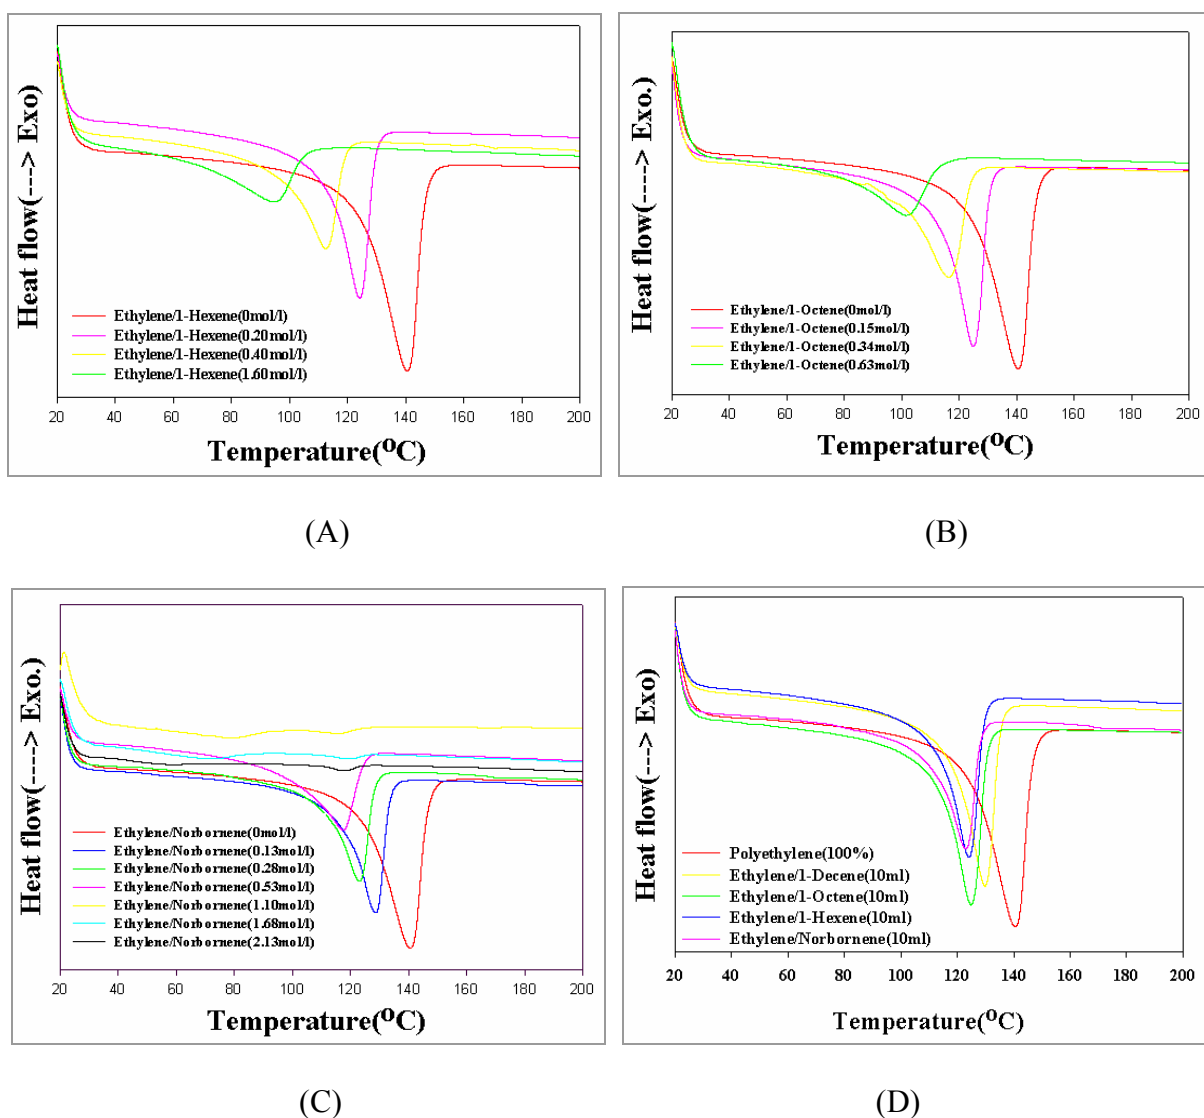 Heat flow(---> Exo)
Ethylene/1-Hexene(0mol/l)
Ethylene/1-Hexene(0.20mol/l)
Ethylene/1-Hexene(0.40mol/l)
Ethylene/1-Hexene(1.60mol/l)
20 40 60 80 100 120 140 160 180 200
Temperature(°C)
(A)
Heat flow(---> Exo.)
Ethylene/1-Octene(0mol/l)
Ethylene/1-Octene(0.15mol/l)
Ethylene/1-Octene(0.34mol/l)
Ethylene/1-Octene(0.63mol/l)
20 40 60 80 100 120 140 160 180 200
Temperature(°C)
(B)
Heat flow(----> Exo.)
Ethylene/Norbornene(0mol/l)
Ethylene/Norbornene(0.13mol/l)
Ethylene/Norbornene(0.28mol/l)
Ethylene/Norbornene(0.53mol/l)
Ethylene/Norbornene(1.10mol/l)
Ethylene/Norbornene(1.68mol/l)
Ethylene/Norbornene(2.13mol/l)
20 40 60 80 100 120 140 160 180 200
Temperature(°C)
(C)
Heat flow(---> Exo)
Polyethylene(100%)
Ethylene/1-Decene(10ml)
Ethylene/1-Octene(10ml)
Ethylene/1-Hexene(10ml)
Ethylene/Norbornene(10ml)
20 40 60 80 100 120 140 160 180 200
Temperature(°C)
(D)